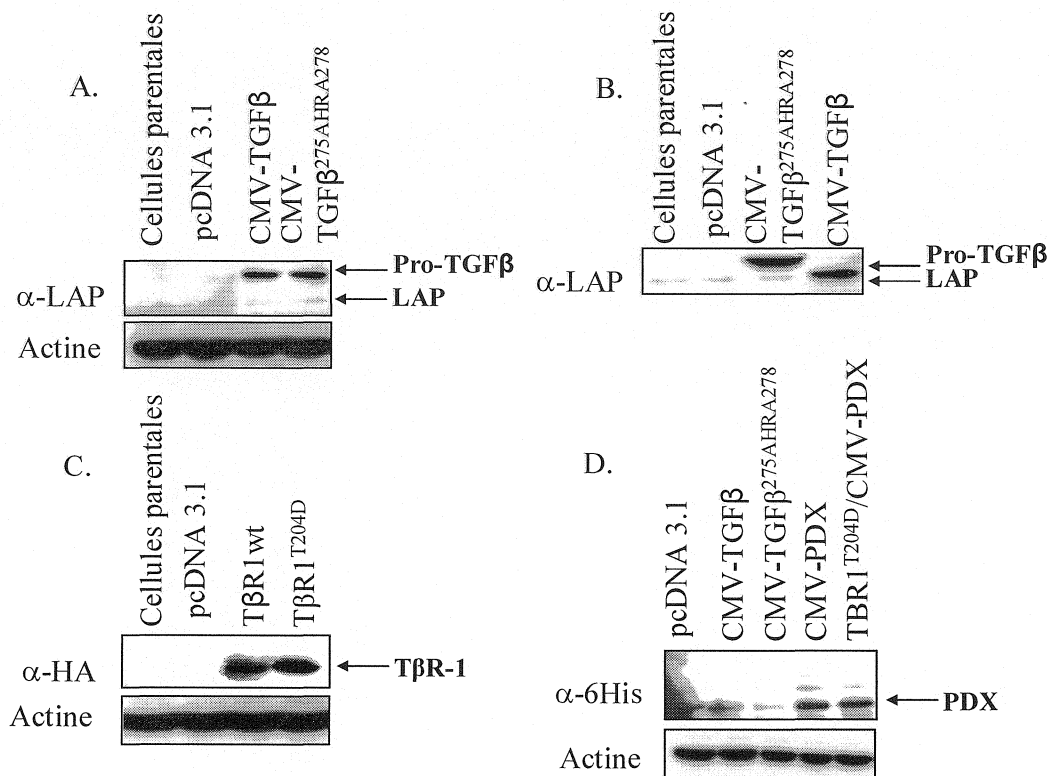 A.
Cellules parentales
pcDNA 3.1
CMV-TGFβ
CMV-
TGFβ275AHRA278
α-LAP
Pro-TGFβ
LAP
Actine
B.
Cellules parentales
pcDNA 3.1
CMV-
TGFβ275AHRA278
CMV-TGFβ
α-LAP
Pro-TGFβ
LAP
C.
Cellules parentales
pcDNA 3.1
TβR1wt
TβR1T204D
α-HA
TβR-1
Actine
D.
pcDNA 3.1
CMV-TGFβ
CMV-TGFβ275AHRA278
CMV-PDX
TBR1T204D/CMV-PDX
α-6His
PDX
Actine